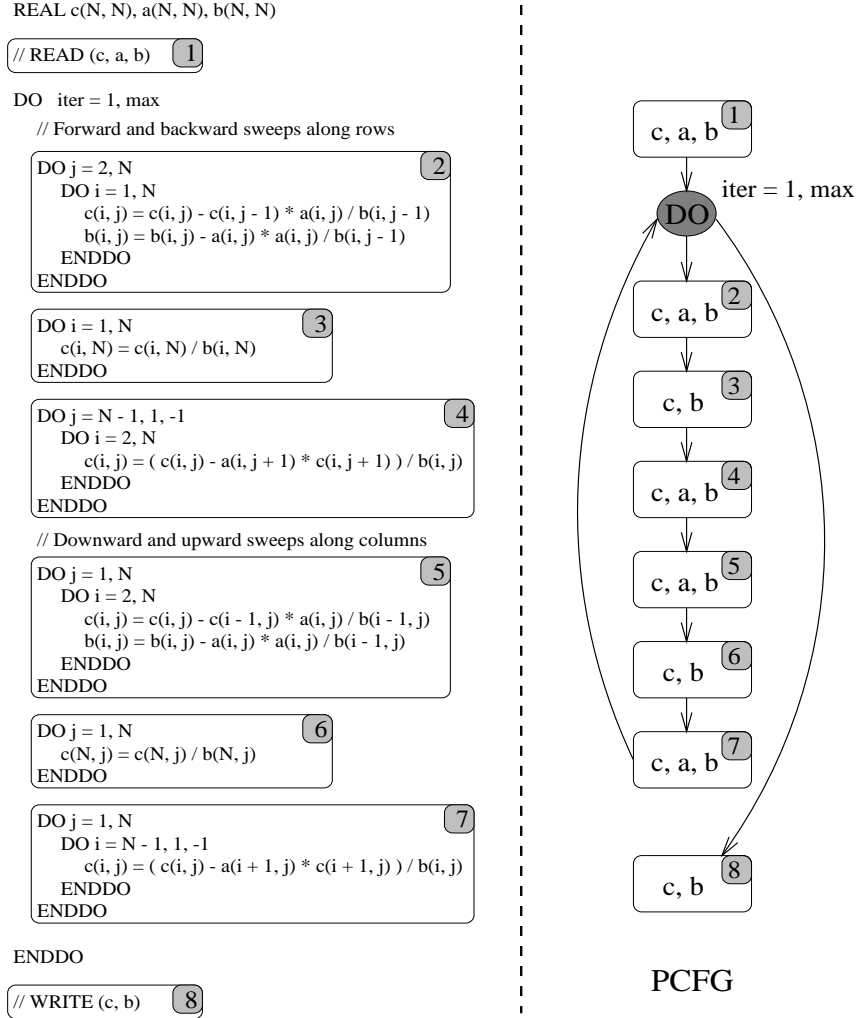 REAL c(N, N), a(N, N), b(N, N)
// READ (c, a, b) 1
DO iter = 1, max
// Forward and backward sweeps along rows
DO j = 2, N 2
DO i = 1, N
c(i, j) = c(i, j) - c(i, j - 1) * a(i, j) / b(i, j - 1)
b(i, j) = b(i, j) - a(i, j) * a(i, j) / b(i, j - 1)
ENDDO
ENDDO
DO i = 1, N 3
c(i, N) = c(i, N) / b(i, N)
ENDDO
DO j = N - 1, 1, -1 4
DO i = 2, N
c(i, j) = ( c(i, j) - a(i, j + 1) * c(i, j + 1) ) / b(i, j)
ENDDO
ENDDO
// Downward and upward sweeps along columns
DO j = 1, N 5
DO i = 2, N
c(i, j) = c(i, j) - c(i - 1, j) * a(i, j) / b(i - 1, j)
b(i, j) = b(i, j) - a(i, j) * a(i, j) / b(i - 1, j)
ENDDO
ENDDO
DO j = 1, N 6
c(N, j) = c(N, j) / b(N, j)
ENDDO
DO j = 1, N 7
DO i = N - 1, 1, -1
c(i, j) = ( c(i, j) - a(i + 1, j) * c(i + 1, j) ) / b(i, j)
ENDDO
ENDDO
ENDDO
// WRITE (c, b) 8
c, a, b 1
iter = 1, max
DO
c, a, b 2
c, b 3
c, a, b 4
c, a, b 5
c, b 6
c, a, b 7
c, b 8
PCFG